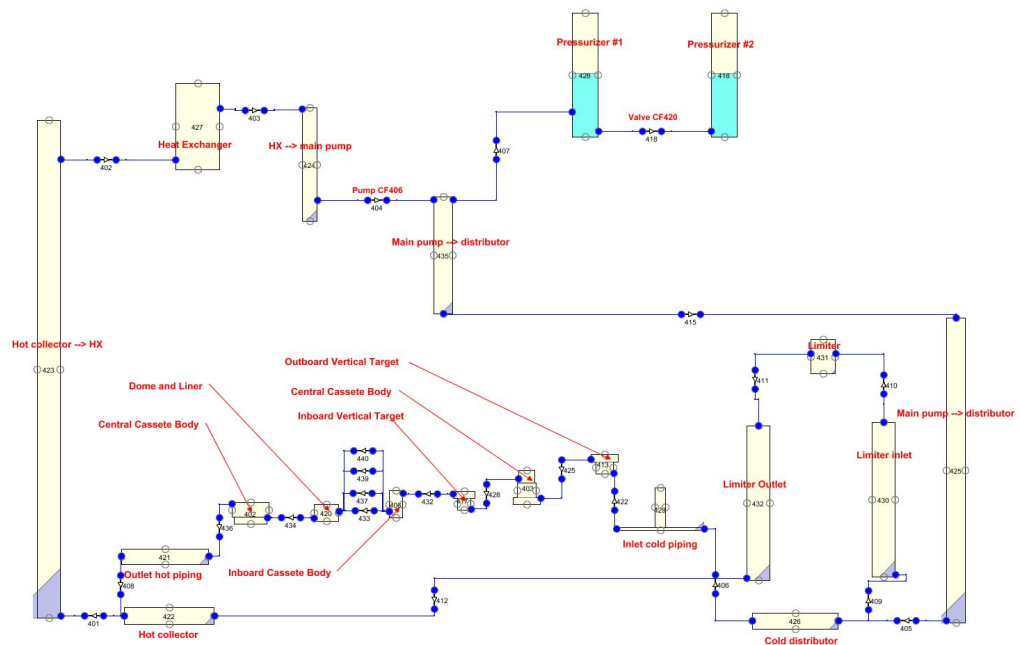 Pressurizer #1
Pressurizer #2
428
418
403
427
Valve CF420
Heat Exchanger
HX --> main pump
418
402
424
407
Pump CF406
404
Main pump --> distributor
435
415
Hot collector --> HX
423
Limiter
431
Outboard Vertical Target
Dome and Liner
Central Cassete Body
411
410
Inboard Vertical Target
Main pump --> distributor
Central Cassete Body
440
425
413
Limiter inlet
439
428
403
425
Limiter Outlet
437
432
422
430
432
436
402
434
420
433
Inlet cold piping
421
Outlet hot piping
Inboard Cassete Body
408
406
412
409
401
422
426
405
Hot collector
Cold distributor